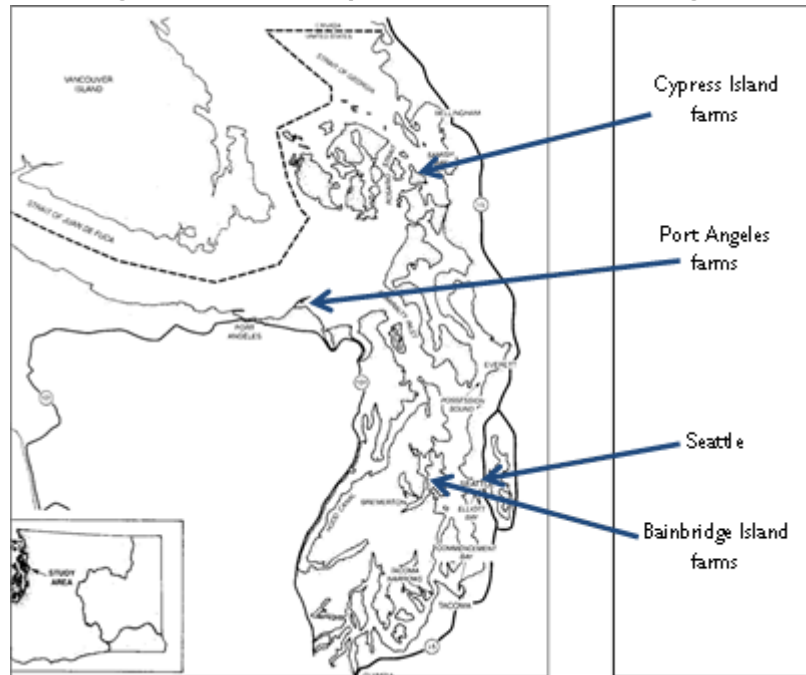 CANADA
UNITED STATES
STRAIT OF GEORGIA
VANCOUVER
ISLAND
BELLINGHAM
Cypress Island
farms
STRAIT OF JUAN DE FUCA
Port Angeles
farms
PORT
ANGELES
EVERETT
POSSESSION
SOUND
Seattle
SEATTLE
BREMERTON
ELLIOTT
BAY
HOOD CANAL
Bainbridge Island
farms
COMMENCEMENT
BAY
TACOMA
NARROWS
TACOMA
STUDY
AREA